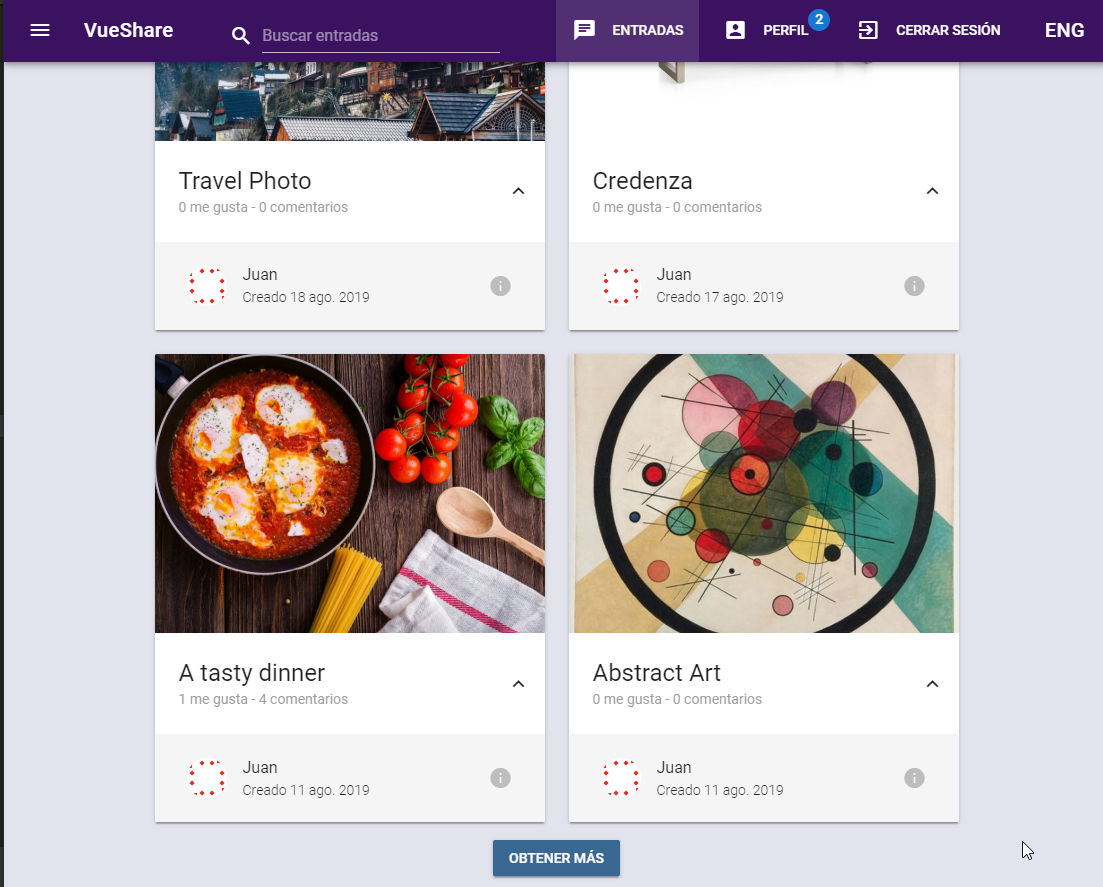 VueShare
Buscar entradas
ENTRADAS
PERFIL
2
CERRAR SESIÓN
ENG
Travel Photo
0 me gusta - 0 comentarios
Juan
Creado 18 ago. 2019
Credenza
0 me gusta - 0 comentarios
Juan
Creado 17 ago. 2019
A tasty dinner
1 me gusta - 4 comentarios
Juan
Creado 11 ago. 2019
Abstract Art
0 me gusta - 0 comentarios
Juan
Creado 11 ago. 2019
OBTENER MÁS